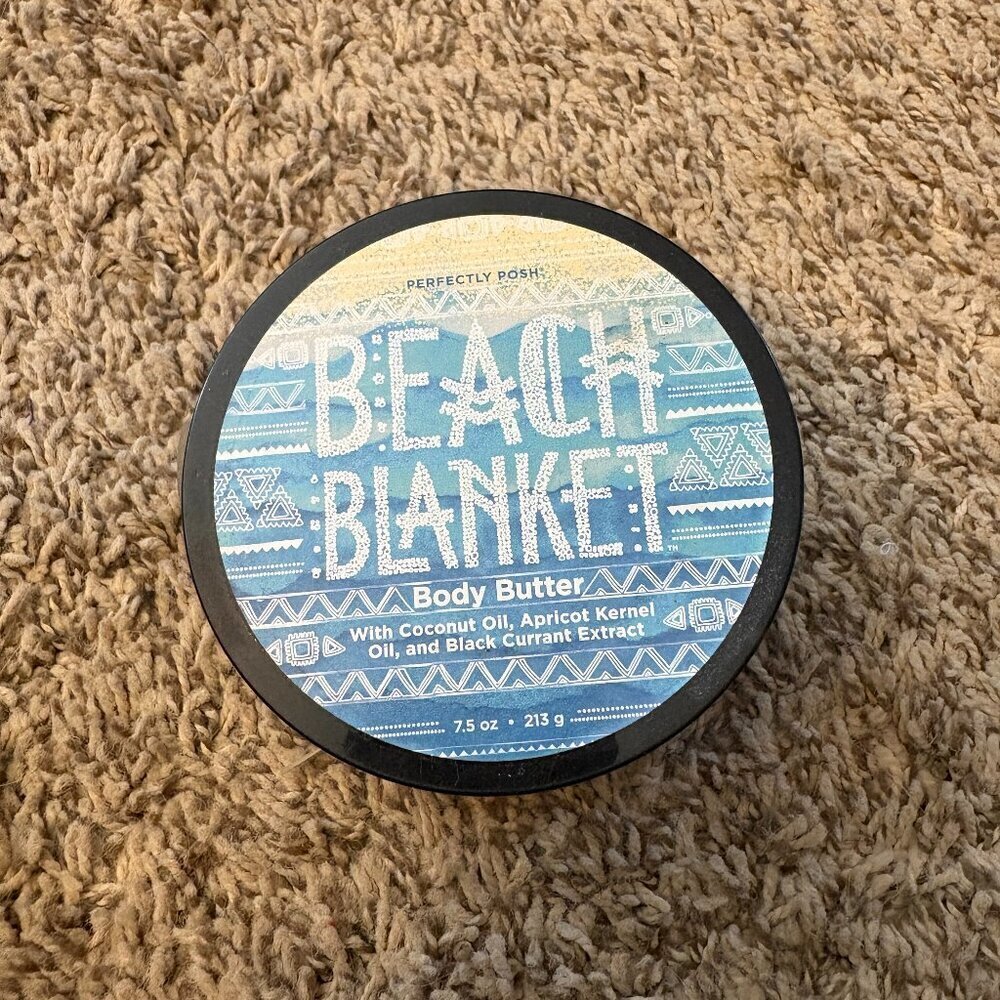 PERFECTLY POSH®
BEACH
BLANKET™
Body Butter
With Coconut Oil, Apricot Kernel
Oil, and Black Currant Extract
7.5 oz • 213 g